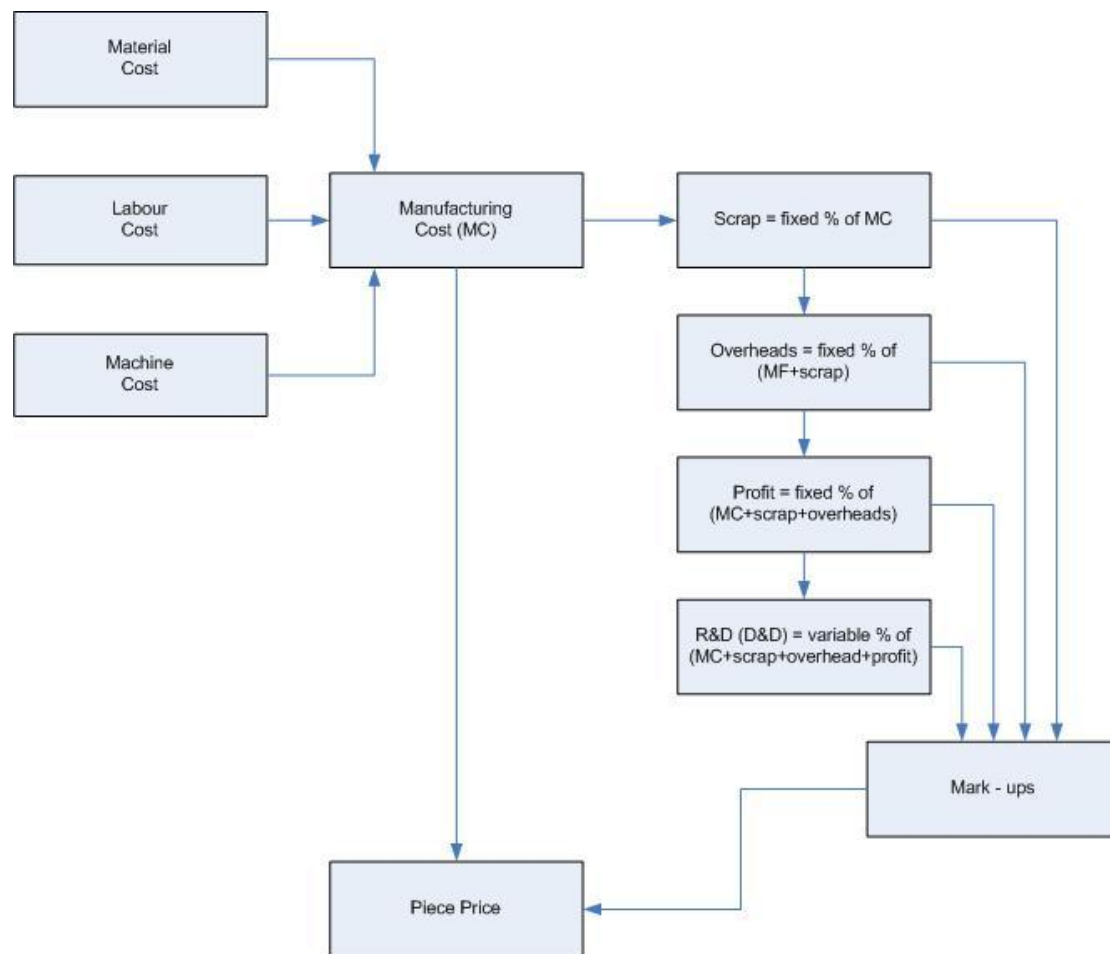 Material
Cost
Labour
Cost
Manufacturing
Cost (MC)
Scrap = fixed % of MC
Machine
Cost
Overheads = fixed % of
(MF+scrap)
Profit = fixed % of
(MC+scrap+overheads)
R&D (D&D) = variable % of
(MC+scrap+overhead+profit)
Mark - ups
Piece Price